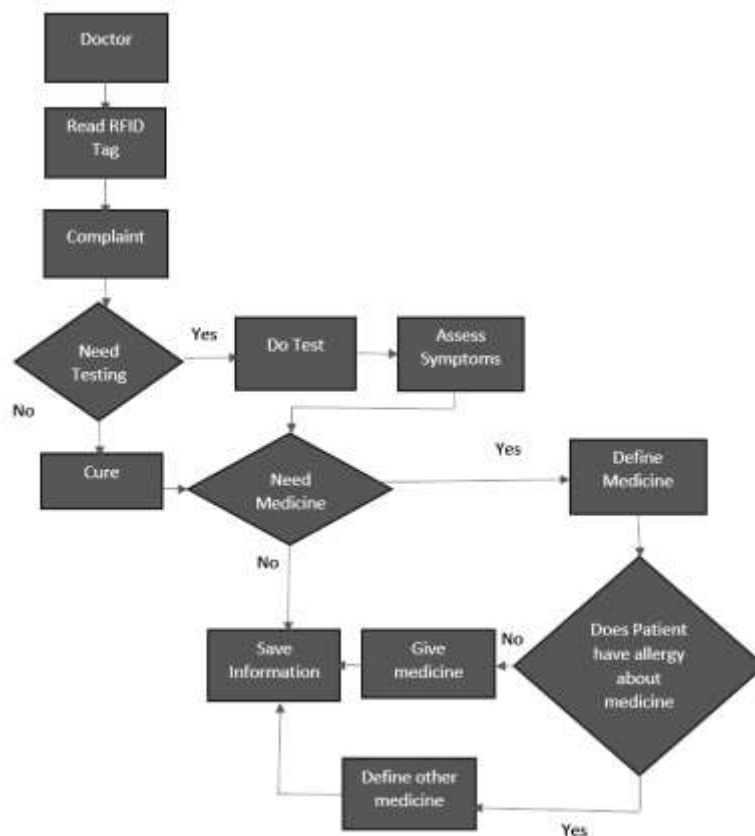 Doctor
Read RFID
Tag
Complaint
Need
Testing
Yes
Do Test
Assess
Symptoms
No
Cure
Need
Medicine
Yes
Define
Medicine
No
Does Patient
have allergy
about
medicine
No
Give
medicine
Save
Information
Define other
medicine
Yes